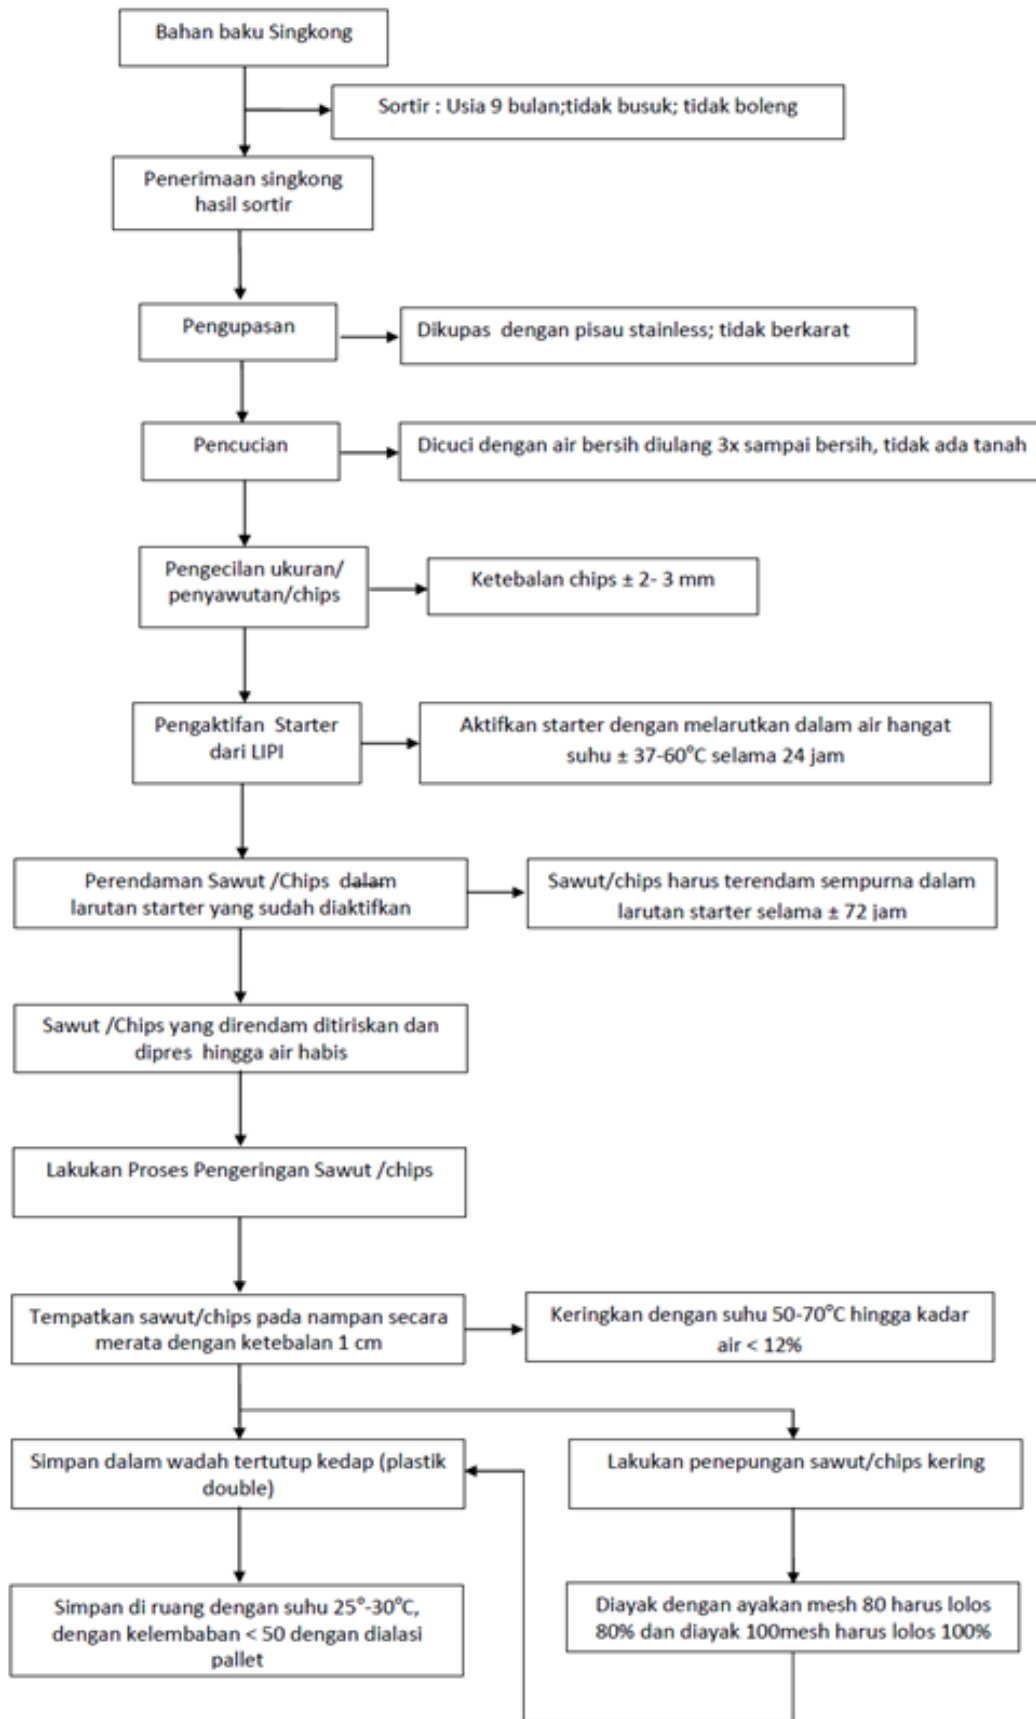 Bahan baku Singkong
Sortir : Usia 9 bulan;tidak busuk; tidak boleng
Penerimaan singkong
hasil sortir
Pengupasan
Dikupas dengan pisau stainless; tidak berkarat
Pencucian
Dicuci dengan air bersih diulang 3x sampai bersih, tidak ada tanah
Pengecilan ukuran/
penyawutan/chips
Ketebalan chips ± 2- 3 mm
Pengaktifan Starter
dari LIPI
Aktifkan starter dengan melarutkan dalam air hangat
suhu ± 37-60°C selama 24 jam
Perendaman Sawut /Chips dalam
larutan starter yang sudah diaktifkan
Sawut/chips harus terendam sempurna dalam
larutan starter selama ± 72 jam
Sawut /Chips yang direndam ditiriskan dan
dipres hingga air habis
Lakukan Proses Pengeringan Sawut /chips
Tempatkan sawut/chips pada nampan secara
merata dengan ketebalan 1 cm
Keringkan dengan suhu 50-70°C hingga kadar
air < 12%
Simpan dalam wadah tertutup kedap (plastik
double)
Lakukan penepungan sawut/chips kering
Simpan di ruang dengan suhu 25°-30°C,
dengan kelembaban < 50 dengan dialasi
pallet
Diayak dengan ayakan mesh 80 harus lolos
80% dan diayak 100mesh harus lolos 100%